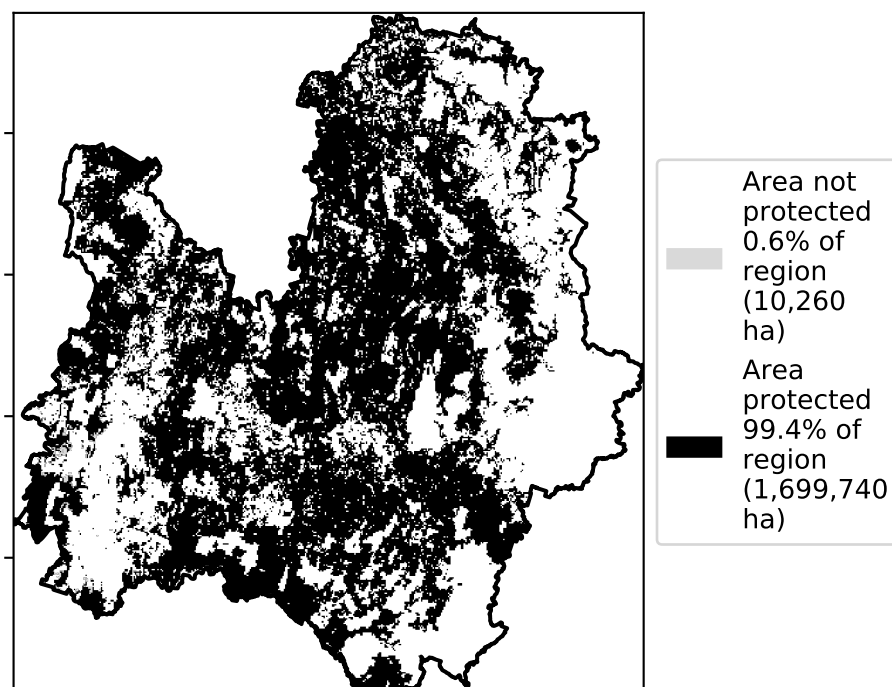 Area not
protected
0.6% of
region
(10,260
ha)
Area
protected
99.4% of
region
(1,699,740
ha)